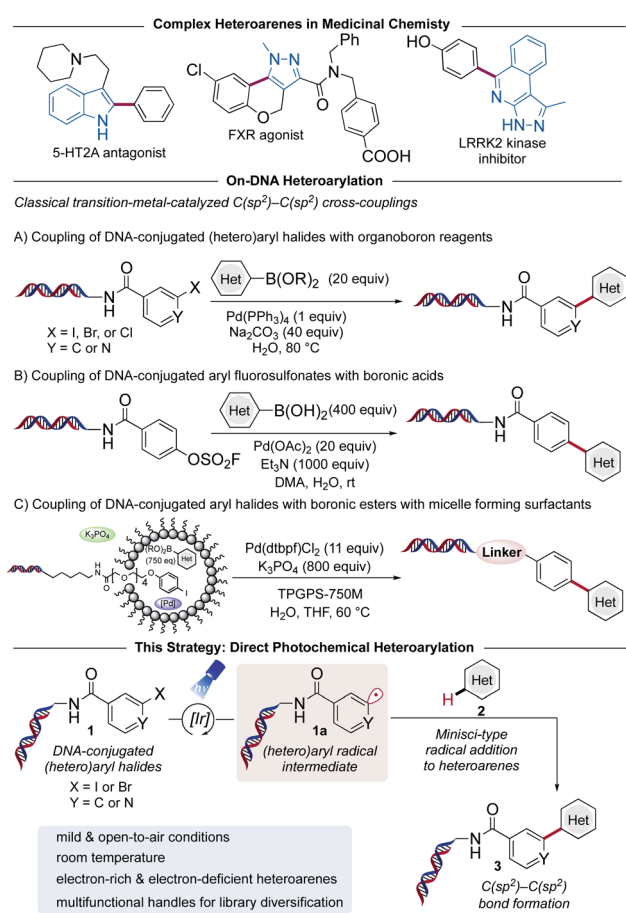 Complex Heteroarenes in Medicinal Chemisty
N
N
H
5-HT2A antagonist
Cl
N
N
O
N
Ph
O
COOH
FXR agonist
HO
N
HN
N
LRRK2 kinase
inhibitor
On-DNA Heteroarylation
Classical transition-metal-catalyzed C(sp²)–C(sp²) cross-couplings
A) Coupling of DNA-conjugated (hetero)aryl halides with organoboron reagents
O
N
H
X
Y
X = I, Br, or Cl
Y = C or N
Het B(OR)₂ (20 equiv)
Pd(PPh₃)₄ (1 equiv)
Na₂CO₃ (40 equiv)
H₂O, 80 °C
O
N
H
Y
Het
B) Coupling of DNA-conjugated aryl fluorosulfonates with boronic acids
O
N
H
OSO₂F
Het B(OH)₂ (400 equiv)
Pd(OAc)₂ (20 equiv)
Et₃N (1000 equiv)
DMA, H₂O, rt
O
N
H
Het
C) Coupling of DNA-conjugated aryl halides with boronic esters with micelle forming surfactants
K₃PO₄
(RO)₂B
Het
(750 eq)
H
N
O
O
4
O
I
[Pd]
Pd(dtbpf)Cl₂ (11 equiv)
K₃PO₄ (800 equiv)
TPGPS-750M
H₂O, THF, 60 °C
Linker
Het
This Strategy: Direct Photochemical Heteroarylation
O
N
H
X
Y
1
DNA-conjugated
(hetero)aryl halides
X = I or Br
Y = C or N
hν
[Ir]
O
N
H
Y
1a
(hetero)aryl radical
intermediate
H
Het
2
Minisci-type
radical addition
to heteroarenes
O
N
H
Y
Het
3
C(sp²)–C(sp²)
bond formation
mild & open-to-air conditions
room temperature
electron-rich & electron-deficient heteroarenes
multifunctional handles for library diversification